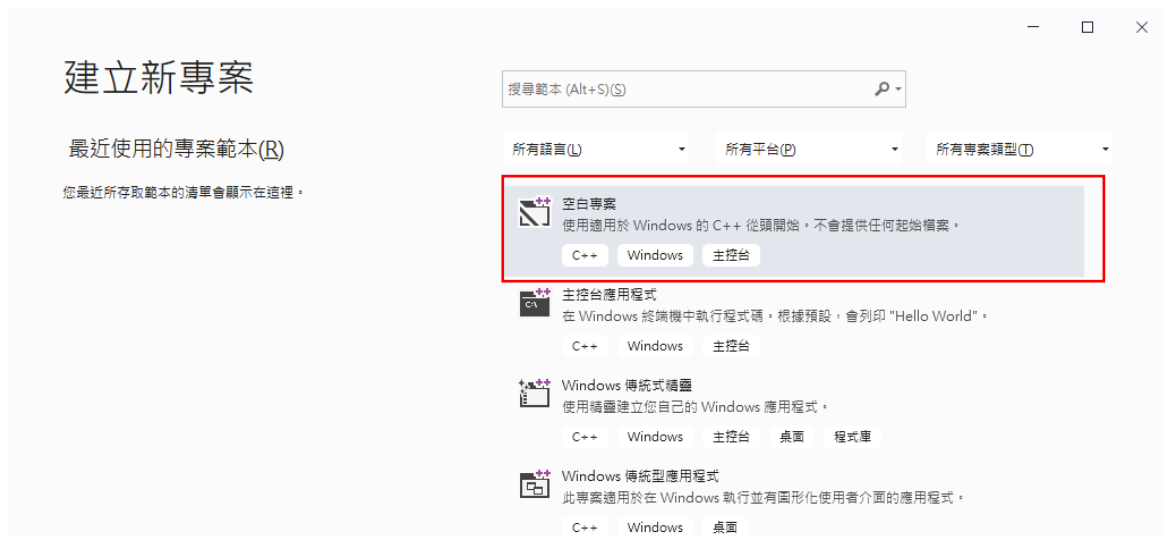 建立新專案
搜尋範本 (Alt+S)(S)
最近使用的專案範本(R)
所有語言(L) 所有平台(P) 所有專案類型(T)
您最近所存取範本的清單會顯示在這裡。
空白專案
使用適用於 Windows 的 C++ 從頭開始。不會提供任何起始檔案。
C++ Windows 主控台
主控台應用程式
在 Windows 終端機中執行程式碼。根據預設，會列印 "Hello World"。
C++ Windows 主控台
Windows 傳統式精靈
使用精靈建立您自己的 Windows 應用程式。
C++ Windows 主控台 桌面 程式庫
Windows 傳統型應用程式
此專案適用於在 Windows 執行並有圖形化使用者介面的應用程式。
C++ Windows 桌面